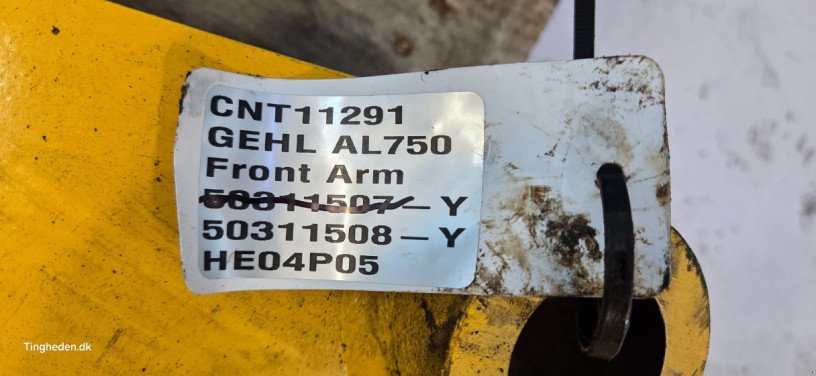 CNT11291
GEHL AL750
Front Arm
50311507-Y
50311508-Y
HE04P05
Tingheden.dk